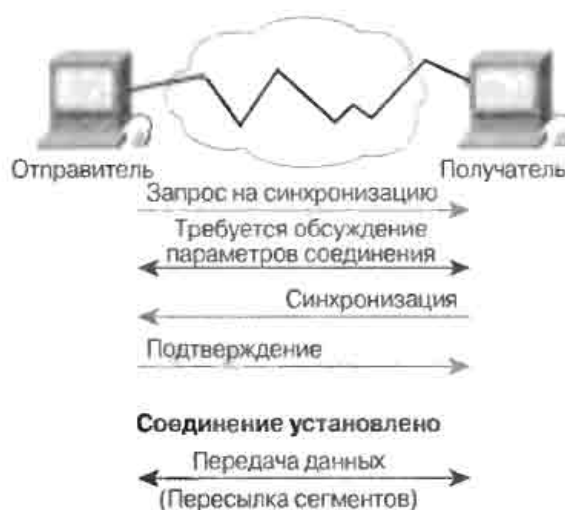 Отправитель
Получатель
Запрос на синхронизацию
Требуется обсуждение
параметров соединения
Синхронизация
Подтверждение
Соединение установлено
Передача данных
(Пересылка сегментов)